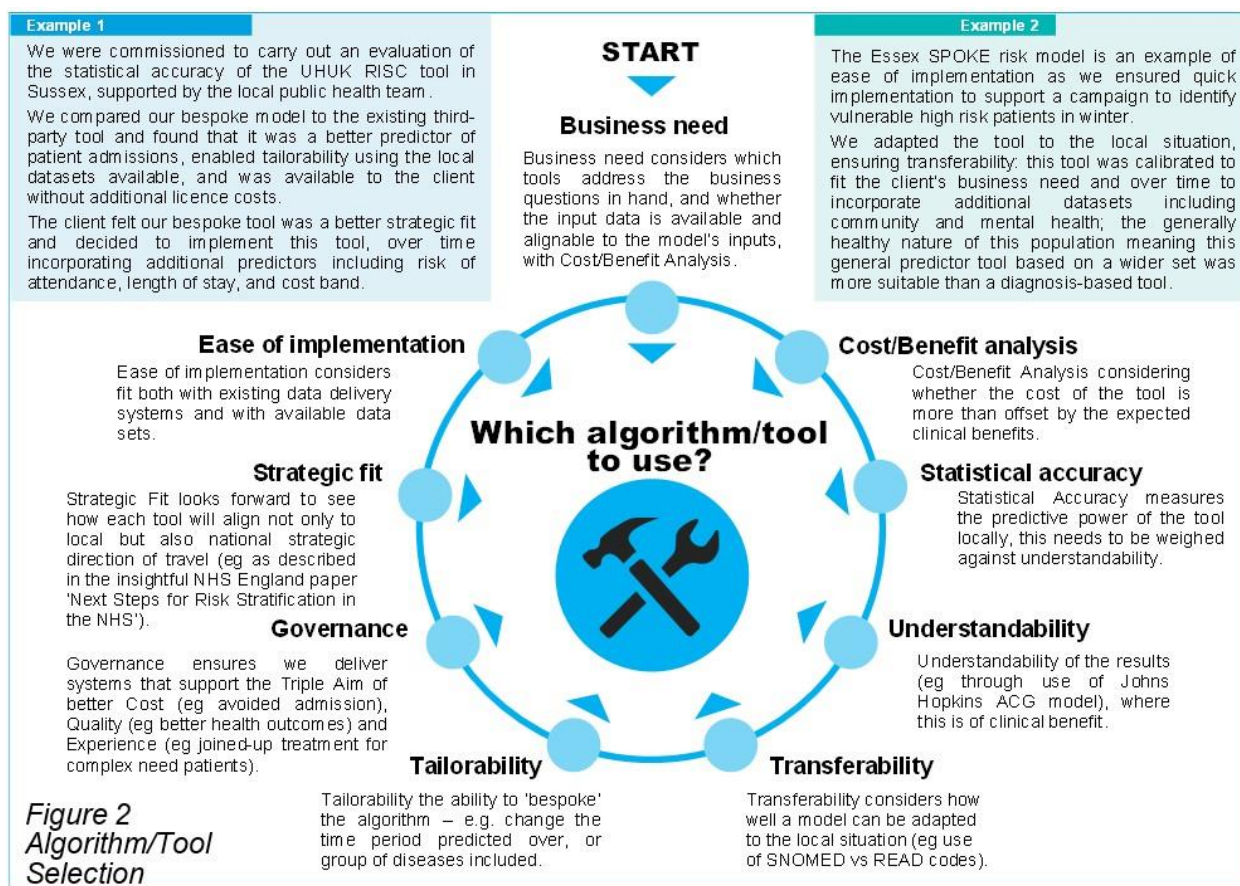 Example 1
We were commissioned to carry out an evaluation of
the statistical accuracy of the UHUK RISC tool in
Sussex, supported by the local public health team.
We compared our bespoke model to the existing third-
party tool and found that it was a better predictor of
patient admissions, enabled tailorability using the local
datasets available, and was available to the client
without additional licence costs.
The client felt our bespoke tool was a better strategic fit
and decided to implement this tool, over time
incorporating additional predictors including risk of
attendance, length of stay, and cost band.
START
Business need
Business need considers which
tools address the business
questions in hand, and whether
the input data is available and
alignable to the model's inputs,
with Cost/Benefit Analysis.
Example 2
The Essex SPOKE risk model is an example of
ease of implementation as we ensured quick
implementation to support a campaign to identify
vulnerable high risk patients in winter.
We adapted the tool to the local situation,
ensuring transferability: this tool was calibrated to
fit the client's business need and over time to
incorporate additional datasets including
community and mental health; the generally
healthy nature of this population meaning this
general predictor tool based on a wider set was
more suitable than a diagnosis-based tool.
Cost/Benefit analysis
Cost/Benefit Analysis considering
whether the cost of the tool is
more than offset by the expected
clinical benefits.
Statistical accuracy
Statistical Accuracy measures
the predictive power of the tool
locally, this needs to be weighed
against understandability.
Understandability
Understandability of the results
(eg through use of Johns
Hopkins ACG model), where
this is of clinical benefit.
Transferability
Transferability considers how
well a model can be adapted
to the local situation (eg use
of SNOMED vs READ codes).
Tailorability
Tailorability the ability to 'bespoke'
the algorithm – e.g. change the
time period predicted over, or
group of diseases included.
Governance
Governance ensures we deliver
systems that support the Triple Aim of
better Cost (eg avoided admission),
Quality (eg better health outcomes) and
Experience (eg joined-up treatment for
complex need patients).
Strategic fit
Strategic Fit looks forward to see
how each tool will align not only to
local but also national strategic
direction of travel (eg as described
in the insightful NHS England paper
'Next Steps for Risk Stratification in
the NHS').
Ease of implementation
Ease of implementation considers
fit both with existing data delivery
systems and with available data
sets.
Which algorithm/tool
to use?
Figure 2
Algorithm/Tool
Selection